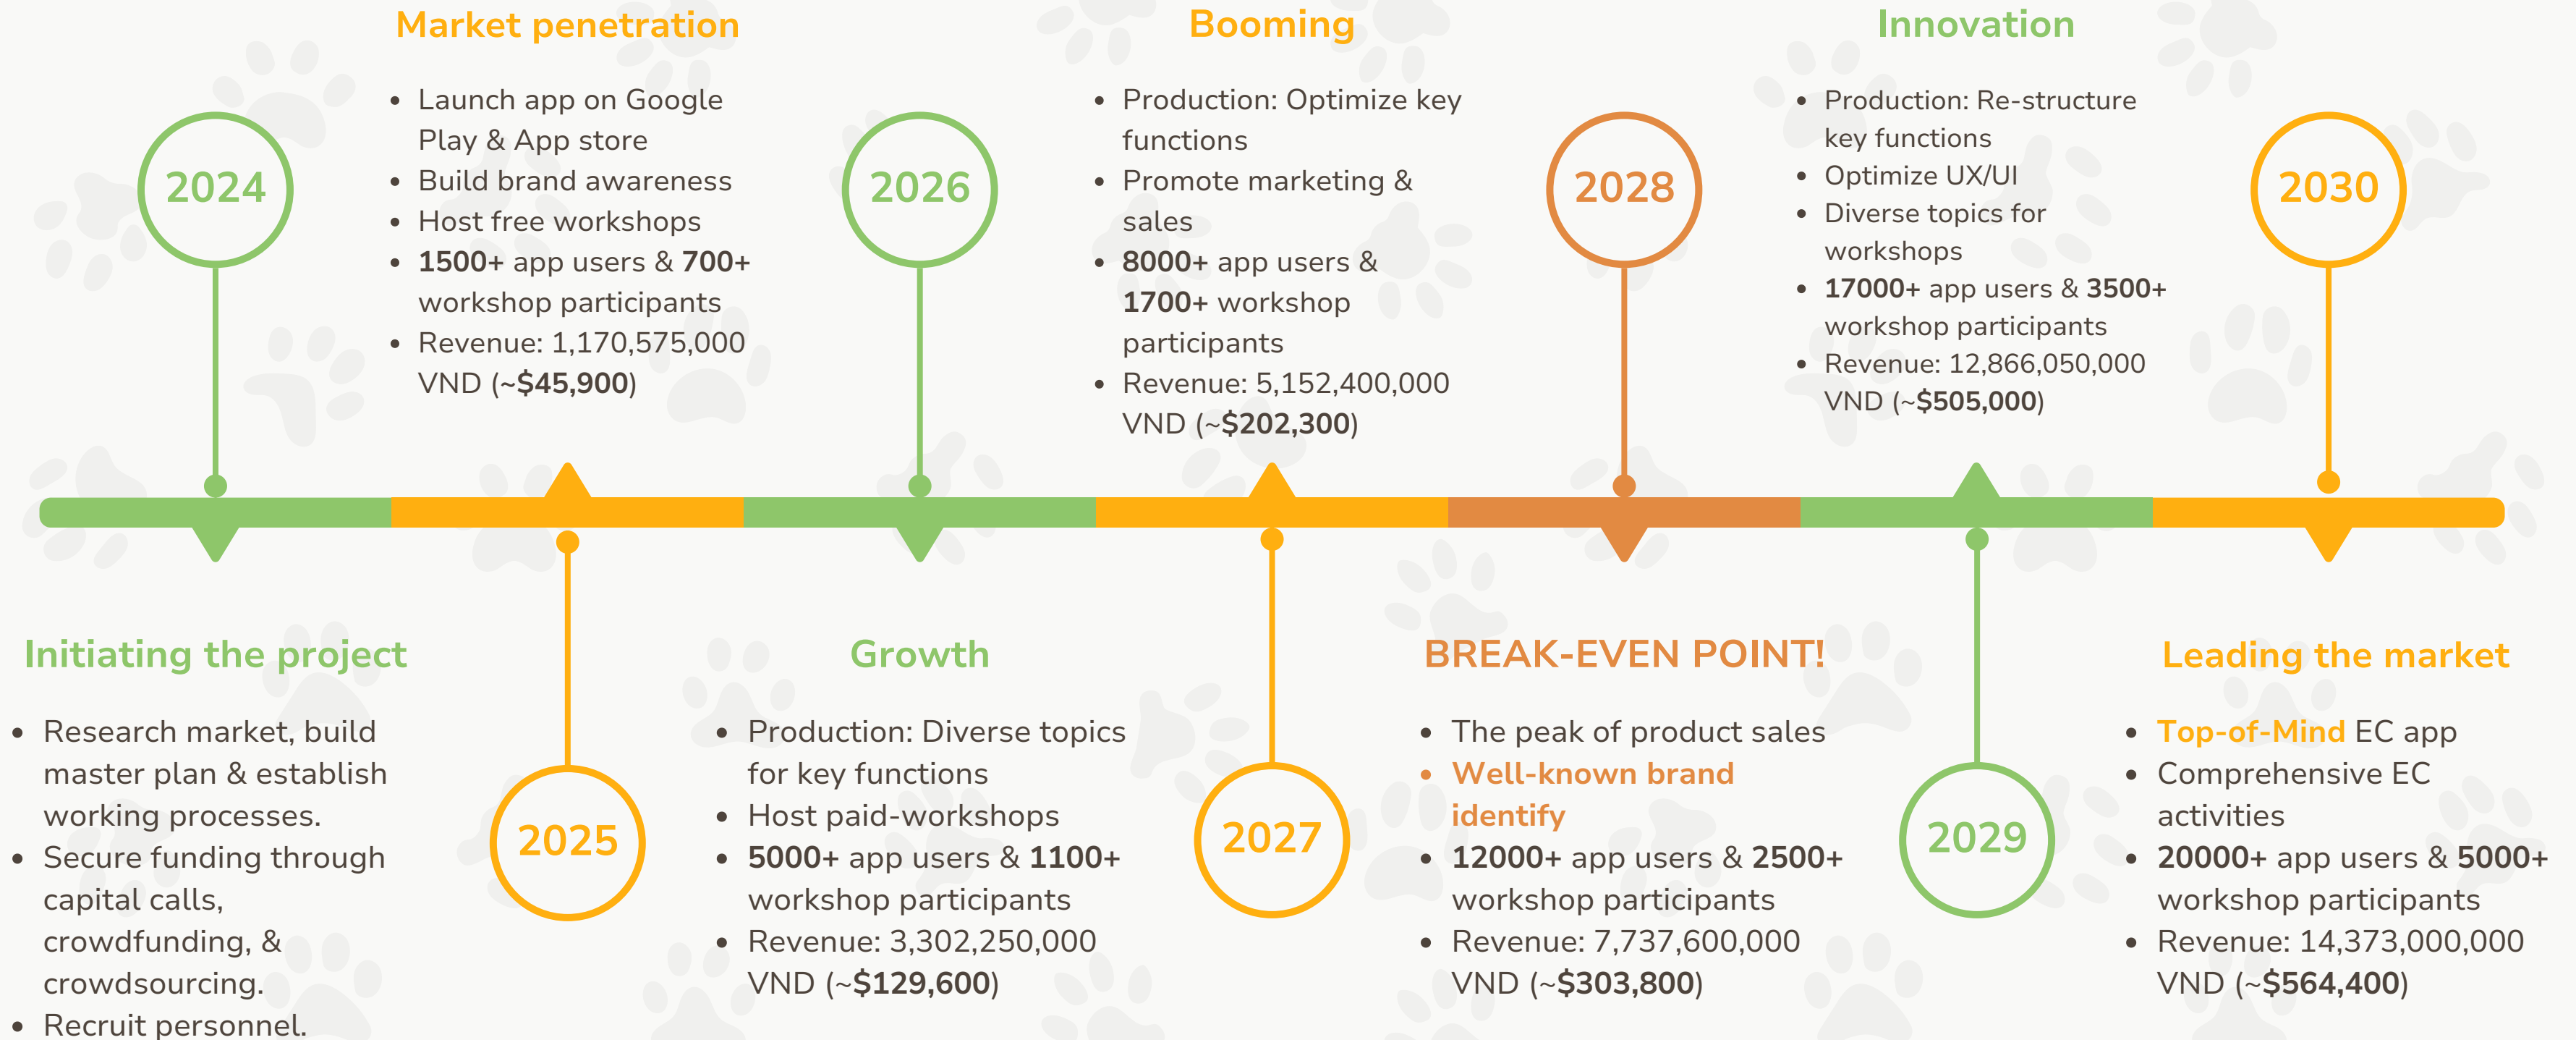 2024
Initiating the project
• Research market, build
master plan & establish
working processes.
• Secure funding through
capital calls,
crowdfunding, &
crowdsourcing.
• Recruit personnel.
Market penetration
• Launch app on Google
Play & App store
• Build brand awareness
• Host free workshops
• 1500+ app users & 700+
workshop participants
• Revenue: 1,170,575,000
VND (~$45,900)
2025
2026
Growth
• Production: Diverse topics
for key functions
• Host paid-workshops
• 5000+ app users & 1100+
workshop participants
• Revenue: 3,302,250,000
VND (~$129,600)
Booming
• Production: Optimize key
functions
• Promote marketing &
sales
• 8000+ app users &
1700+ workshop
participants
• Revenue: 5,152,400,000
VND (~$202,300)
2027
2028
BREAK-EVEN POINT!
• The peak of product sales
• Well-known brand
identify
• 12000+ app users & 2500+
workshop participants
• Revenue: 7,737,600,000
VND (~$303,800)
Innovation
• Production: Re-structure
key functions
• Optimize UX/UI
• Diverse topics for
workshops
• 17000+ app users & 3500+
workshop participants
• Revenue: 12,866,050,000
VND (~$505,000)
2029
2030
Leading the market
• Top-of-Mind EC app
• Comprehensive EC
activities
• 20000+ app users & 5000+
workshop participants
• Revenue: 14,373,000,000
VND (~$564,400)